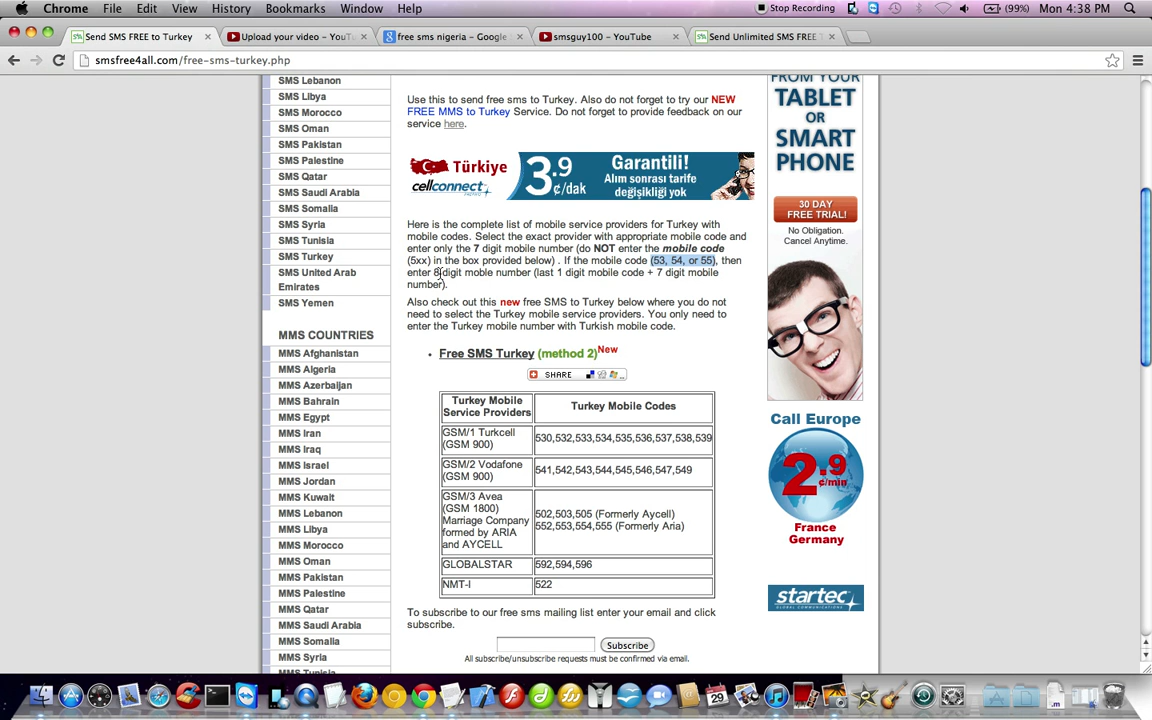 Chrome File Edit View History Bookmarks Window Help
Stop Recording
(99%)
Mon 4:38 PM
Send SMS FREE to Turkey
Upload your video - YouTu
free sms nigeria - Google
smsguy100 - YouTube
Send Unlimited SMS FREE T
smsfree4all.com/free-sms-turkey.php
SMS Lebanon
SMS Libya
SMS Morocco
SMS Oman
SMS Pakistan
SMS Palestine
SMS Qatar
SMS Saudi Arabia
SMS Somalia
SMS Syria
SMS Tunisia
SMS Turkey
SMS United Arab
Emirates
SMS Yemen
MMS COUNTRIES
MMS Afghanistan
MMS Algeria
MMS Azerbaijan
MMS Bahrain
MMS Egypt
MMS Iran
MMS Iraq
MMS Israel
MMS Jordan
MMS Kuwait
MMS Lebanon
MMS Libya
MMS Morocco
MMS Oman
MMS Pakistan
MMS Palestine
MMS Qatar
MMS Saudi Arabia
MMS Somalia
MMS Syria
MMS Tunisia
Use this to send free sms to Turkey. Also do not forget to try our NEW
FREE MMS to Turkey Service. Do not forget to provide feedback on our
service here.
Türkiye
cellconnect
PREPAID
3.9
¢/dak
Garantili!
Alım sonrası tarife
değişikliği yok
Here is the complete list of mobile service providers for Turkey with
mobile codes. Select the exact provider with appropriate mobile code and
enter only the 7 digit mobile number (do NOT enter the mobile code
(5xx) in the box provided below) . If the mobile code (53, 54, or 55), then
enter 8 digit moble number (last 1 digit mobile code + 7 digit mobile
number).
Also check out this new free SMS to Turkey below where you do not
need to select the Turkey mobile service providers. You only need to
enter the Turkey mobile number with Turkish mobile code.
• Free SMS Turkey (method 2)New
SHARE
Turkey Mobile
Service Providers
Turkey Mobile Codes
GSM/1 Turkcell
(GSM 900)
530,532,533,534,535,536,537,538,539
GSM/2 Vodafone
(GSM 900)
541,542,543,544,545,546,547,549
GSM/3 Avea
(GSM 1800)
Marriage Company
formed by ARIA
and AYCELL
502,503,505 (Formerly Aycell)
552,553,554,555 (Formerly Aria)
GLOBALSTAR
592,594,596
NMT-I
522
To subscribe to our free sms mailing list enter your email and click
subscribe.
Subscribe
All subscribe/unsubscribe requests must be confirmed via email.
FROM YOUR
TABLET
OR
SMART
PHONE
30 DAY
FREE TRIAL!
No Obligation.
Cancel Anytime.
Call Europe
2.9
¢/min
France
Germany
startec
GLOBAL COMMUNICATIONS
29